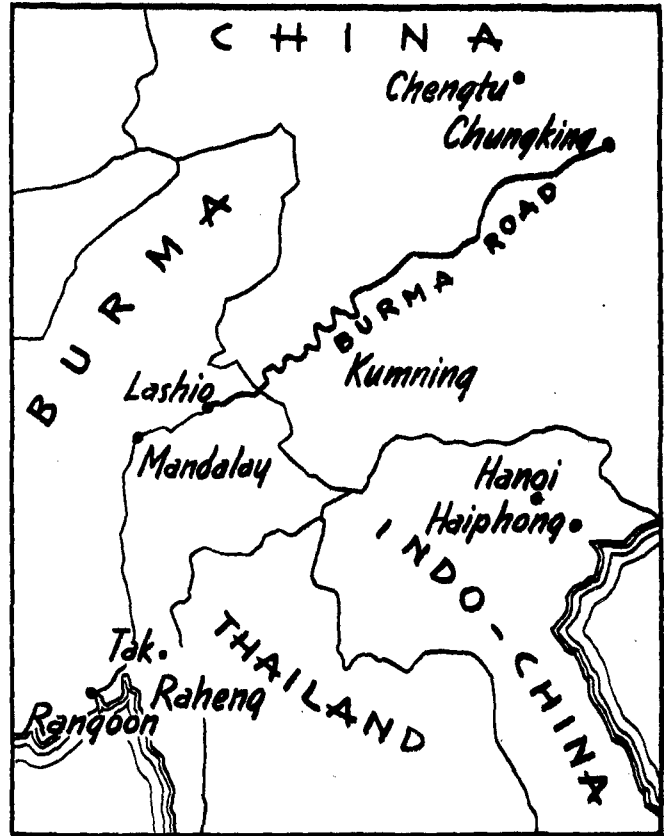 CHINA
Chengtu
Chungking
BURMA ROAD
BURMA
Kumning
Lashio
Mandalay
Hanoi
Haiphong
INDO-CHINA
THAILAND
Tak
Raheng
Rangoon